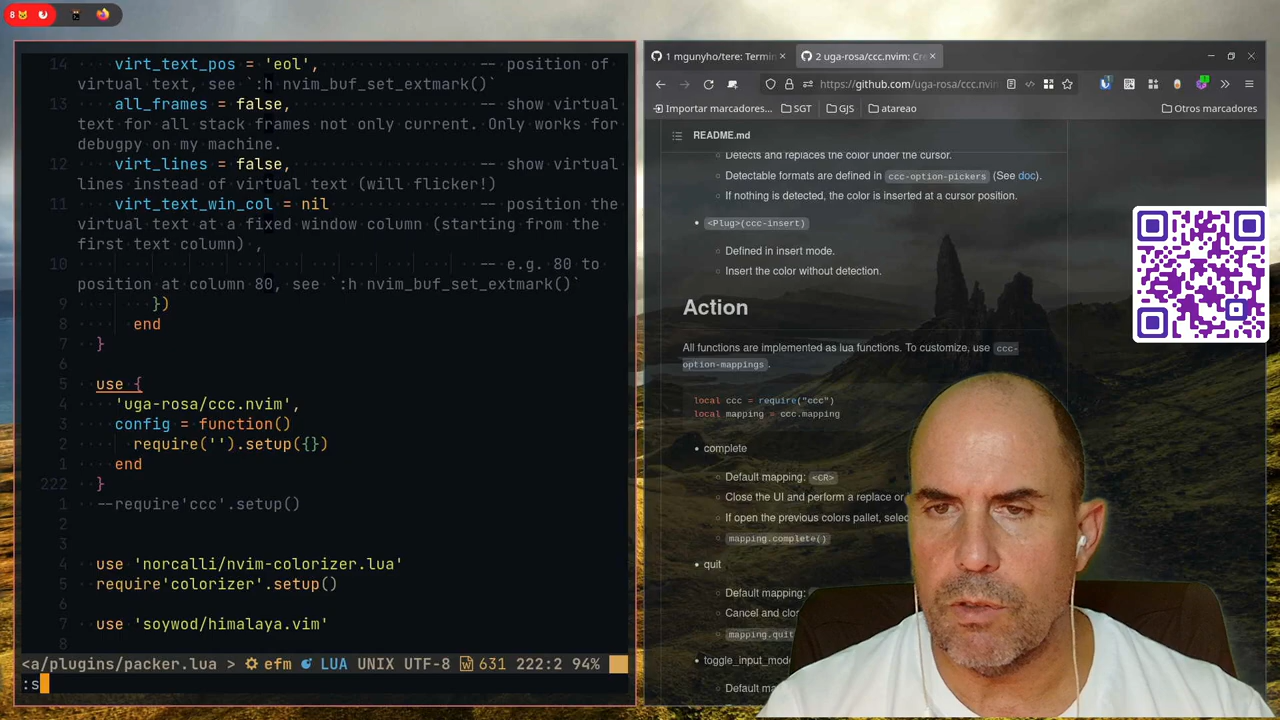 8
14 virt_text_pos = 'eol', -- position of
virtual text, see `:h nvim_buf_set_extmark()`
13 all_frames = false, -- show virtual
text for all stack frames not only current. Only works for
debugpy on my machine.
12 virt_lines = false, -- show virtual
lines instead of virtual text (will flicker!)
11 virt_text_win_col = nil -- position the
virtual text at a fixed window column (starting from the
first text column) ,
10 -- e.g. 80 to
position at column 80, see `:h nvim_buf_set_extmark()`
9 })
8 end
7 }
6
5 use {
4 'uga-rosa/ccc.nvim',
3 config = function()
2 require('').setup({})
1 end
222 }
1 --require'ccc'.setup()
2
3
4 use 'norcalli/nvim-colorizer.lua'
5 require'colorizer'.setup()
6
7 use 'soywod/himalaya.vim'
8
<a/plugins/packer.lua > efm LUA UNIX UTF-8 631 222:2 94%
:s
1 mgunyho/tere: Termin
2 uga-rosa/ccc.nvim: Cre
https://github.com/uga-rosa/ccc.nvim
Importar marcadores... SGT GJS atareao Otros marcadores
README.md
Detects and replaces the color under the cursor.
Detectable formats are defined in ccc-option-pickers (See doc).
If nothing is detected, the color is inserted at a cursor position.
<Plug>(ccc-insert)
Defined in insert mode.
Insert the color without detection.
Action
All functions are implemented as lua functions. To customize, use ccc-
option-mappings.
local ccc = require("ccc")
local mapping = ccc.mapping
complete
Default mapping: <CR>
Close the UI and perform a replace or
If open the previous colors pallet, selec
mapping.complete()
quit
Default mapping:
Cancel and clos
mapping.quit
toggle_input_mode
Default ma